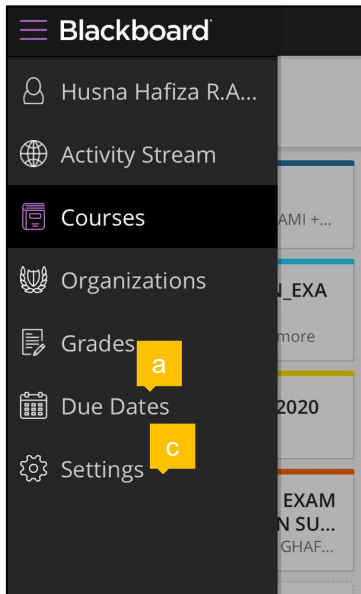 Blackboard
Husna Hafiza R.A...
Activity Stream
Courses
AMI +...
Organizations
N_EXA
more
Grades
a
Due Dates
2020
c
Settings
EXAM
N SU...
GHAF...